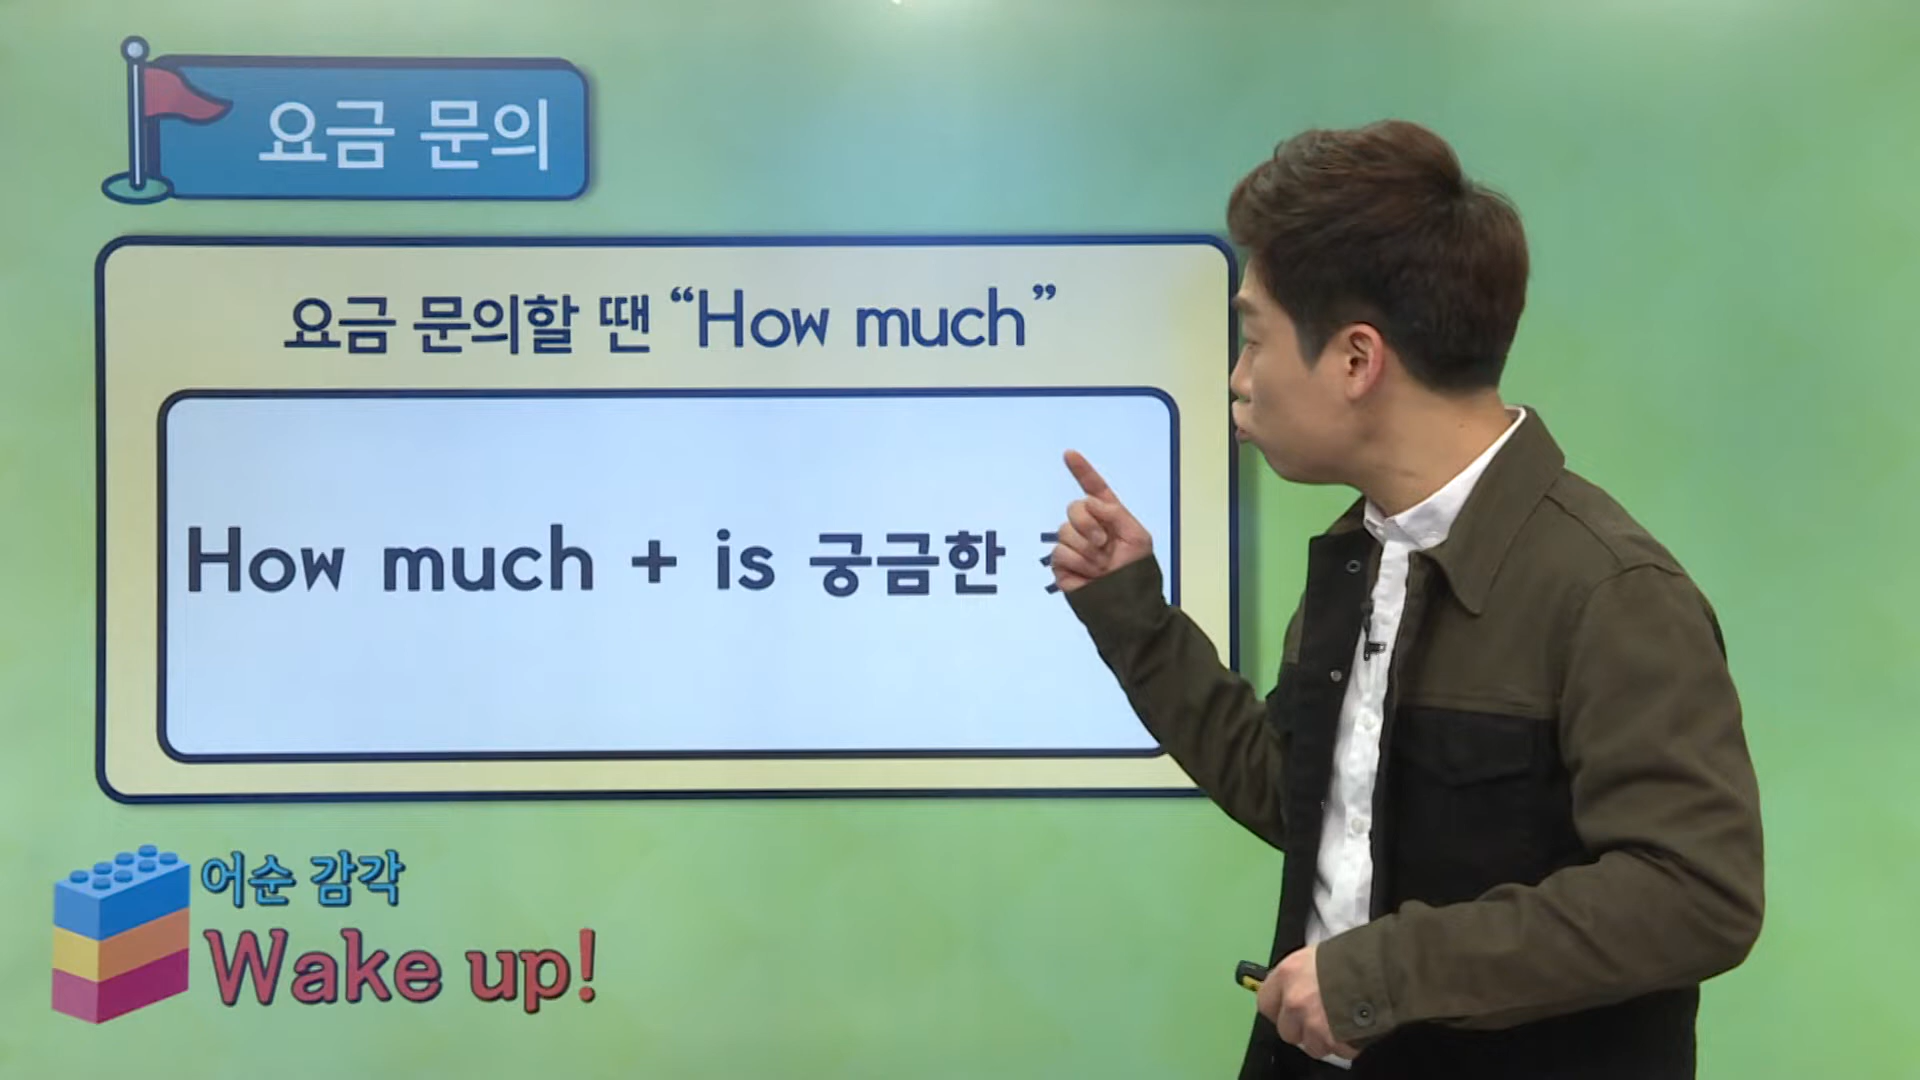 요금 문의
요금 문의할 땐 “How much”
How much + is 궁금한
어순 감각
Wake up!